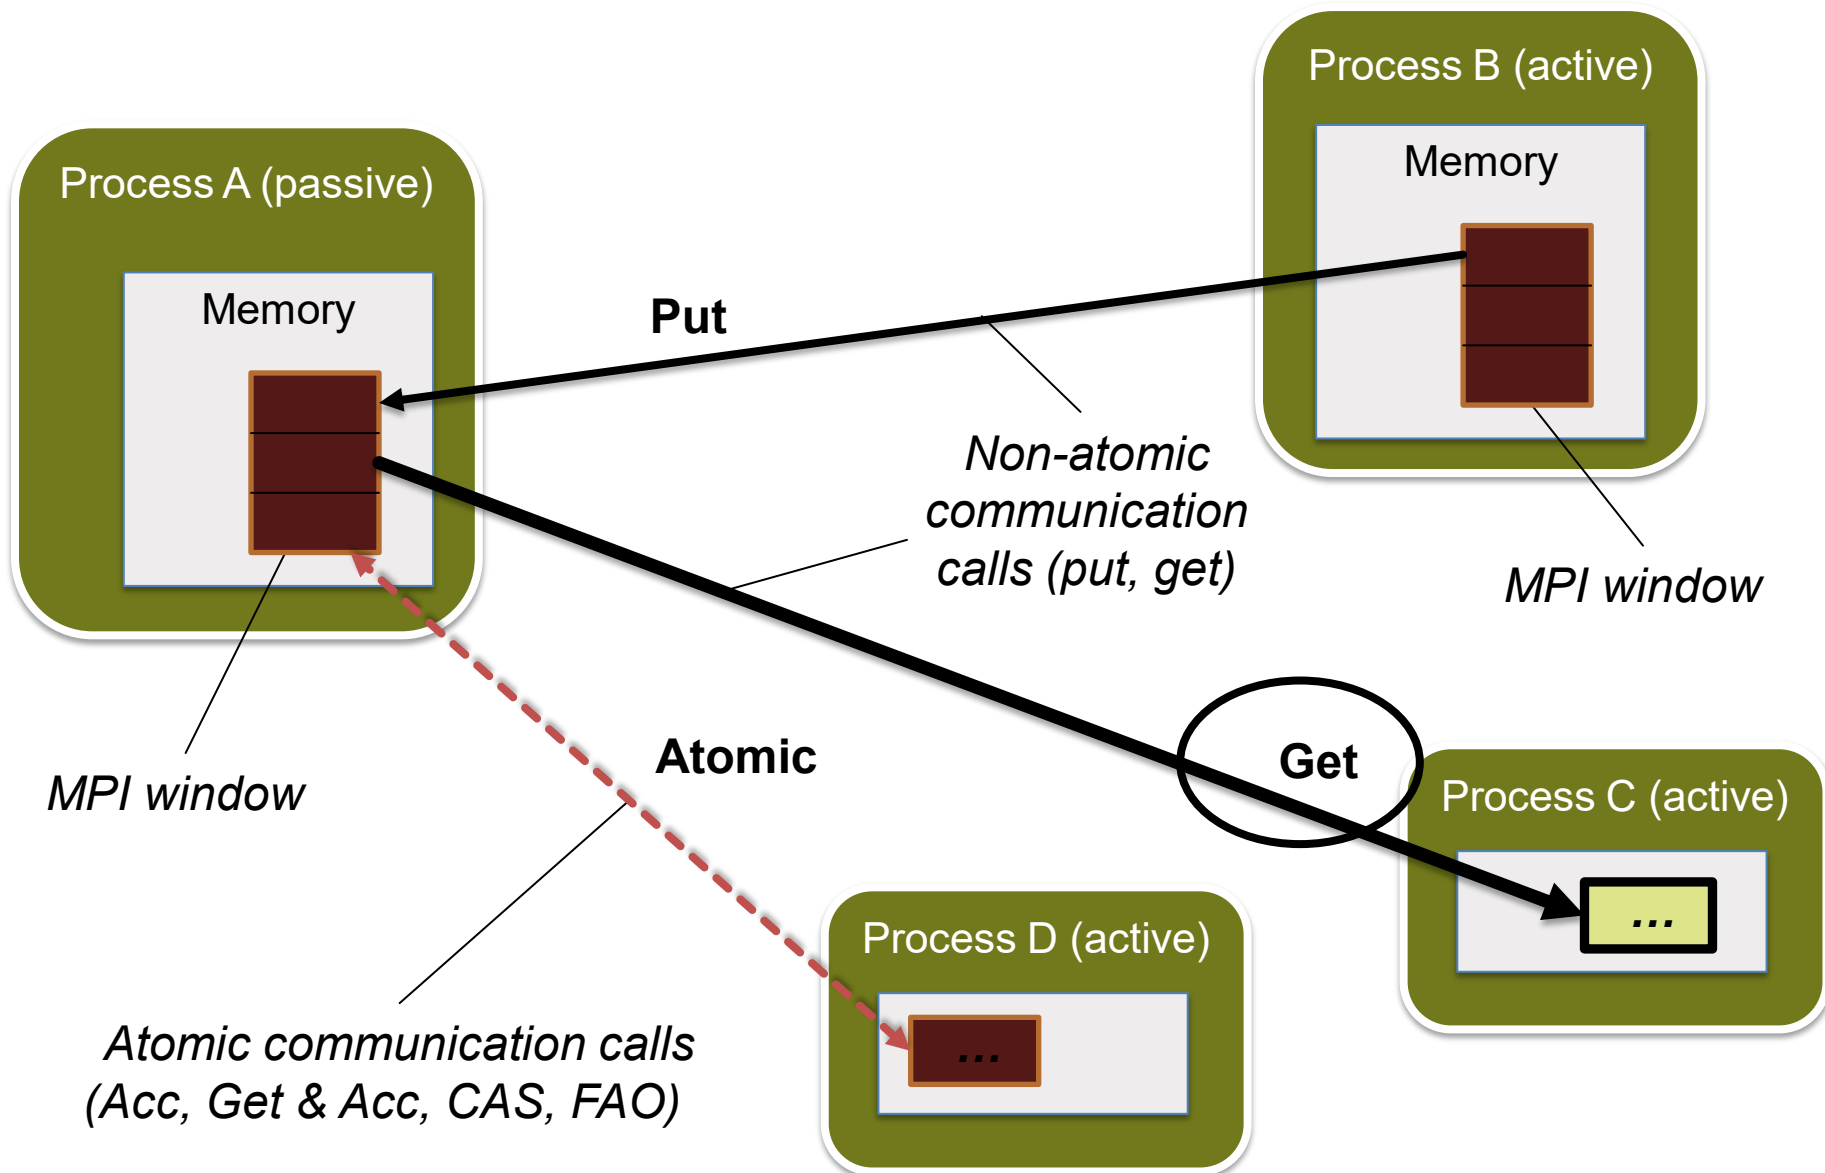 Process B (active)
Memory
Process A (passive)
Memory
Put
Non-atomic
communication
calls (put, get)
MPI window
MPI window
Atomic
Get
Process C (active)
...
Process D (active)
...
Atomic communication calls
(Acc, Get & Acc, CAS, FAO)